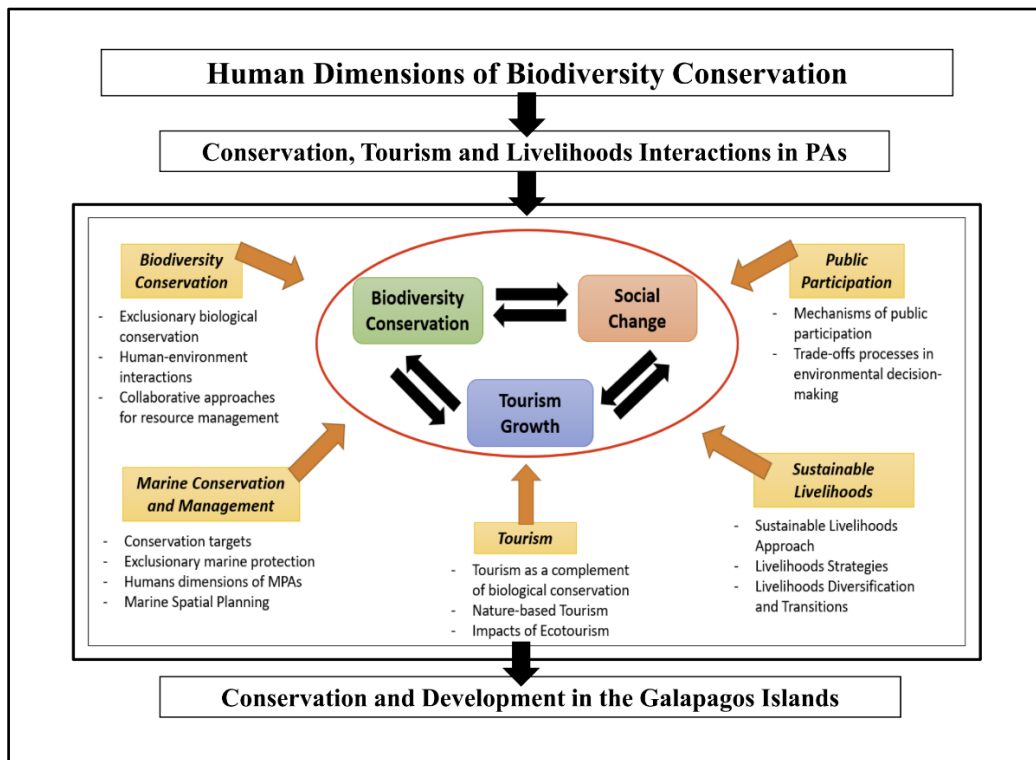 Human Dimensions of Biodiversity Conservation
Conservation, Tourism and Livelihoods Interactions in PAs
Biodiversity
Conservation
- Exclusionary biological
conservation
- Human-environment
interactions
- Collaborative approaches
for resource management
Biodiversity
Conservation
Social
Change
Tourism
Growth
Public
Participation
- Mechanisms of public
participation
- Trade-offs processes in
environmental decision-
making
Marine Conservation
and Management
- Conservation targets
- Exclusionary marine protection
- Humans dimensions of MPAs
- Marine Spatial Planning
Tourism
- Tourism as a complement
of biological conservation
- Nature-based Tourism
- Impacts of Ecotourism
Sustainable
Livelihoods
- Sustainable Livelihoods
Approach
- Livelihoods Strategies
- Livelihoods Diversification
and Transitions
Conservation and Development in the Galapagos Islands